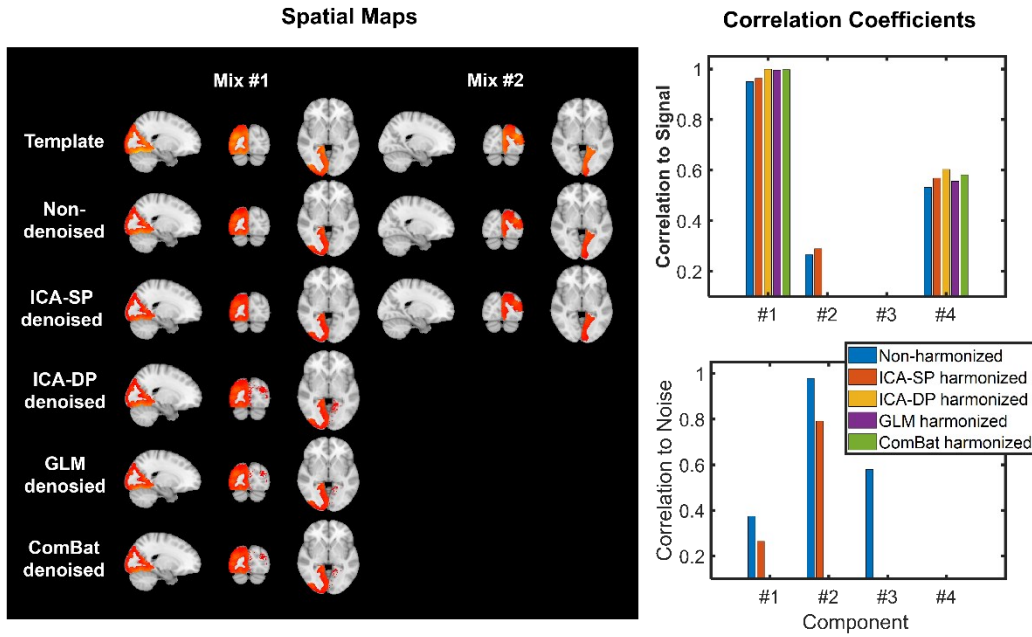 Spatial Maps
Mix #1
Mix #2
Template
Non-
denoised
ICA-SP
denoised
ICA-DP
denoised
GLM
denosied
ComBat
denoised
Correlation Coefficients
Correlation to Signal
1
0.8
0.6
0.4
0.2
#1
#2
#3
#4
Non-harmonized
ICA-SP harmonized
ICA-DP harmonized
GLM harmonized
ComBat harmonized
Correlation to Noise
1
0.8
0.6
0.4
0.2
#1
#2
#3
#4
Component